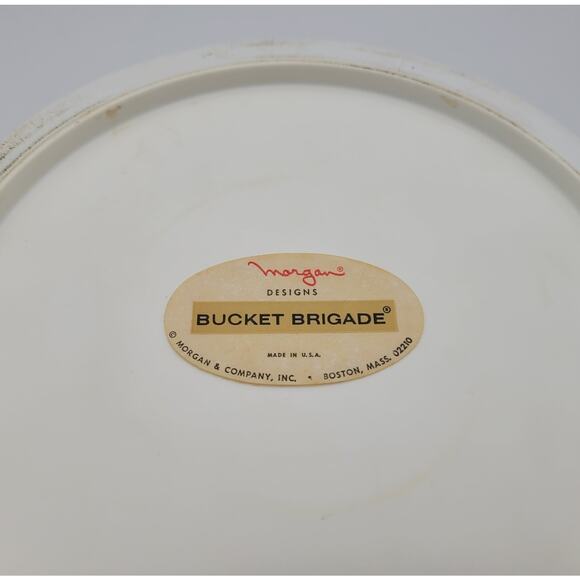 Morgan®
DESIGNS
BUCKET BRIGADE®
MADE IN U.S.A.
© MORGAN & COMPANY, INC. • BOSTON, MASS. 02210